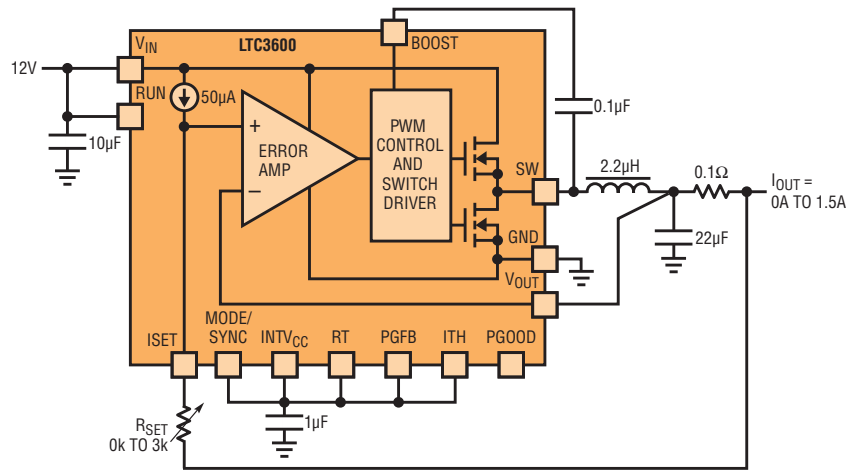 LTC3600
BOOST
V_IN
12V
RUN
50µA
10µF
+
ERROR
AMP
–
PWM
CONTROL
AND
SWITCH
DRIVER
0.1µF
SW
2.2µH
0.1Ω
I_OUT =
0A TO 1.5A
22µF
GND
V_OUT
ISET
MODE/
SYNC
INTV_CC
RT
PGFB
ITH
PGOOD
R_SET
0k TO 3k
1µF